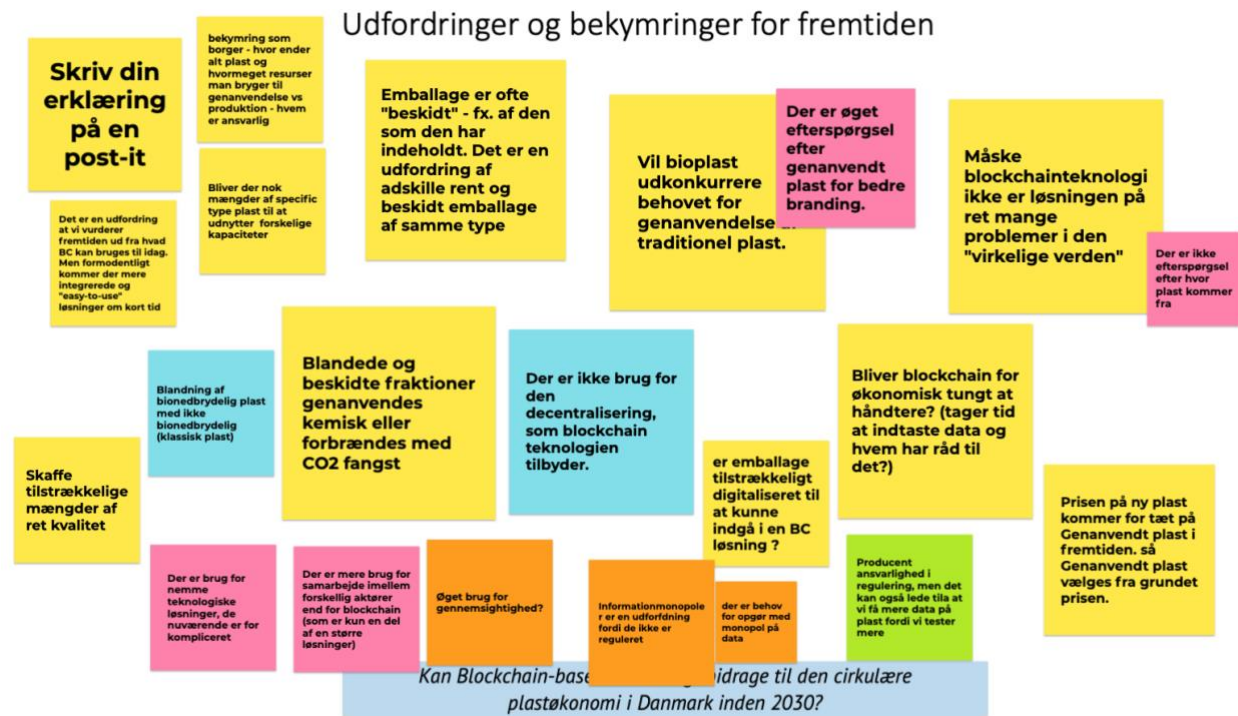 Udfordringer og bekymringer for fremtiden
Skriv din
erklæring
på en
post-it
bekymring som
borger - hvor ender
alt plast og
hvormeget resurser
man bryger til
genanvendelse vs
produktion - hvem
er ansvarlig
Det er en udfordring
at vi vurderer
fremtiden ud fra hvad
BC kan bruges til idag.
Men formodentligt
kommer der mere
integrerede og
"easy-to-use"
løsninger om kort tid
Bliver der nok
mængder af specific
type plast til at
udnytter forskelige
kapaciteter
Emballage er ofte
"beskidt" - fx. af den
som den har
indeholdt. Det er en
udfordring af
adskille rent og
beskidt emballage
af samme type
Vil bioplast
udkonkurrere
behovet for
genanvendelse
traditionel plast.
Der er øget
efterspørgsel
efter
genanvendt
plast for bedre
branding.
Måske
blockchainteknologi
ikke er løsningen på
ret mange
problemer i den
"virkelige verden"
Der er ikke
efterspørgsel
efter hvor
plast kommer
fra
Blandning af
bionedbrydelig plast
med ikke
bionedbrydelig
(klassisk plast)
Blandede og
beskidte fraktioner
genanvendes
kemisk eller
forbrændes med
CO2 fangst
Der er ikke brug for
den
decentralisering,
som blockchain
teknologien
tilbyder.
Bliver blockchain for
økonomisk tungt at
håndtere? (tager tid
at indtaste data og
hvem har råd til
det?)
Skaffe
tilstrækkelige
mængder af
ret kvalitet
er emballage
tilstrækkeligt
digitaliseret til
at kunne
indgå i en BC
løsning ?
Prisen på ny plast
kommer for tæt på
Genanvendt plast i
fremtiden. så
Genanvendt plast
vælges fra grundet
prisen.
Der er brug for
nemme
teknologiske
løsninger, de
nuværende er for
kompliceret
Der er mere brug for
samarbejde imellem
forskellig aktører
end for blockchain
(som er kun en del
af en større
løsninger)
Øget brug for
gennemsightighed?
Informationmonopole
r er en udforfdning
fordi de ikke er
reguleret
der er behov
for opgør med
monopol på
data
Producent
ansvarlighed i
regulering, men det
kan også lede tila at
vi få mere data på
plast fordi vi tester
mere
Kan Blockchain-base bidrage til den cirkulære
plastøkonomi i Danmark inden 2030?